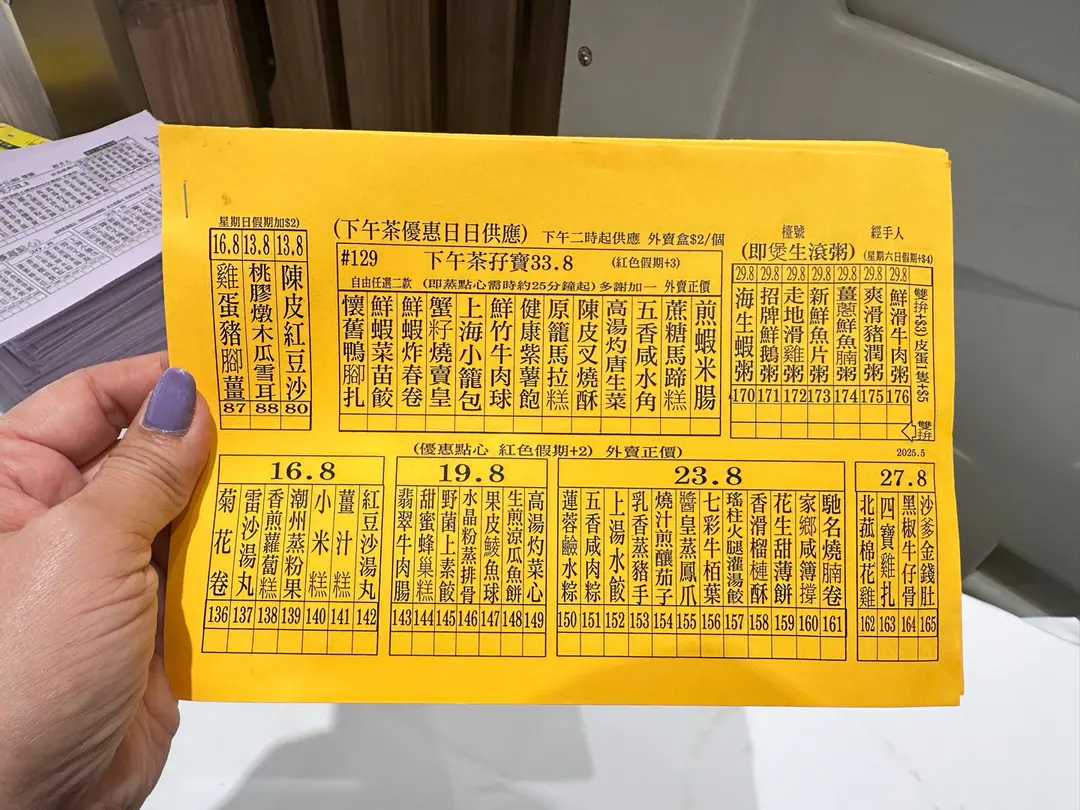 星期日假期加$2)
16.8 13.8 13.8
雞蛋豬腳薑
桃膠燉木瓜雪耳
陳皮紅豆沙
87 88 80
(下午茶優惠日日供應) 下午二時起供應 外賣盒$2/個
#129 下午茶孖寶33.8 (紅色假期+3)
自由任選二款 (即蒸點心需時約25分鐘起) 多謝加一 外賣正價
懷舊鴨腳扎
鮮蝦菜苗餃
鮮蝦炸春卷
蟹籽燒賣皇
上海小籠包
鮮竹牛肉球
健康紫薯飽
原籠馬拉糕
陳皮叉燒酥
高湯灼唐生菜
五香咸水角
蔗糖馬蹄糕
煎蝦米腸
檯號 經手人
(即煲生滾粥) (星期六日假期+$4)
29.8 29.8 29.8 29.8 29.8 29.8 29.8
海生蝦粥
招牌鮮鵝粥
走地滑雞粥
新鮮魚片粥
薑蔥鮮魚腩粥
爽滑豬潤粥
鮮滑牛肉粥
雙拼+$3) 皮蛋1隻+$8
170 171 172 173 174 175 176
雙拼
2025.5
(優惠點心 紅色假期+2) 外賣正價)
16.8
菊花卷
雷沙湯丸
香煎蘿蔔糕
潮州蒸粉果
小米糕
薑汁糕
紅豆沙湯丸
136 137 138 139 140 141 142
19.8
翡翠牛肉腸
甜蜜蜂巢糕
野菌上素餃
水晶粉蒸排骨
果皮鯪魚球
生煎涼瓜魚餅
高湯灼菜心
143 144 145 146 147 148 149
23.8
蓮蓉鹼水粽
五香咸肉粽
上湯水餃
乳香蒸豬手
燒汁煎釀茄子
醬皇蒸鳳爪
七彩牛栢葉
瑤柱火腿灌湯餃
香滑榴槤酥
花生甜薄餅
家鄉咸薄撐
馳名燒腩卷
150 151 152 153 154 155 156 157 158 159 160 161
27.8
北菰棉花雞
四寶雞扎
黑椒牛仔骨
沙爹金錢肚
162 163 164 165